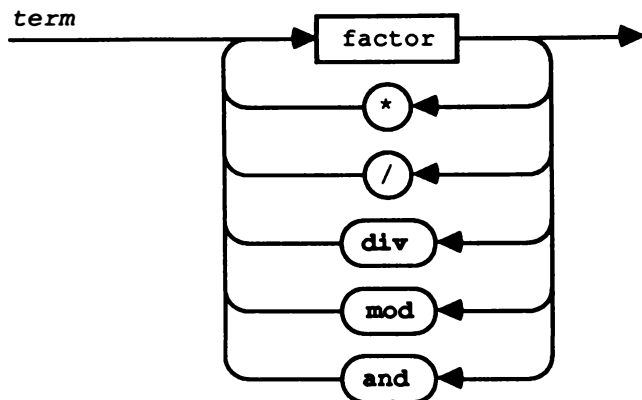 term
factor
*
/
div
mod
and